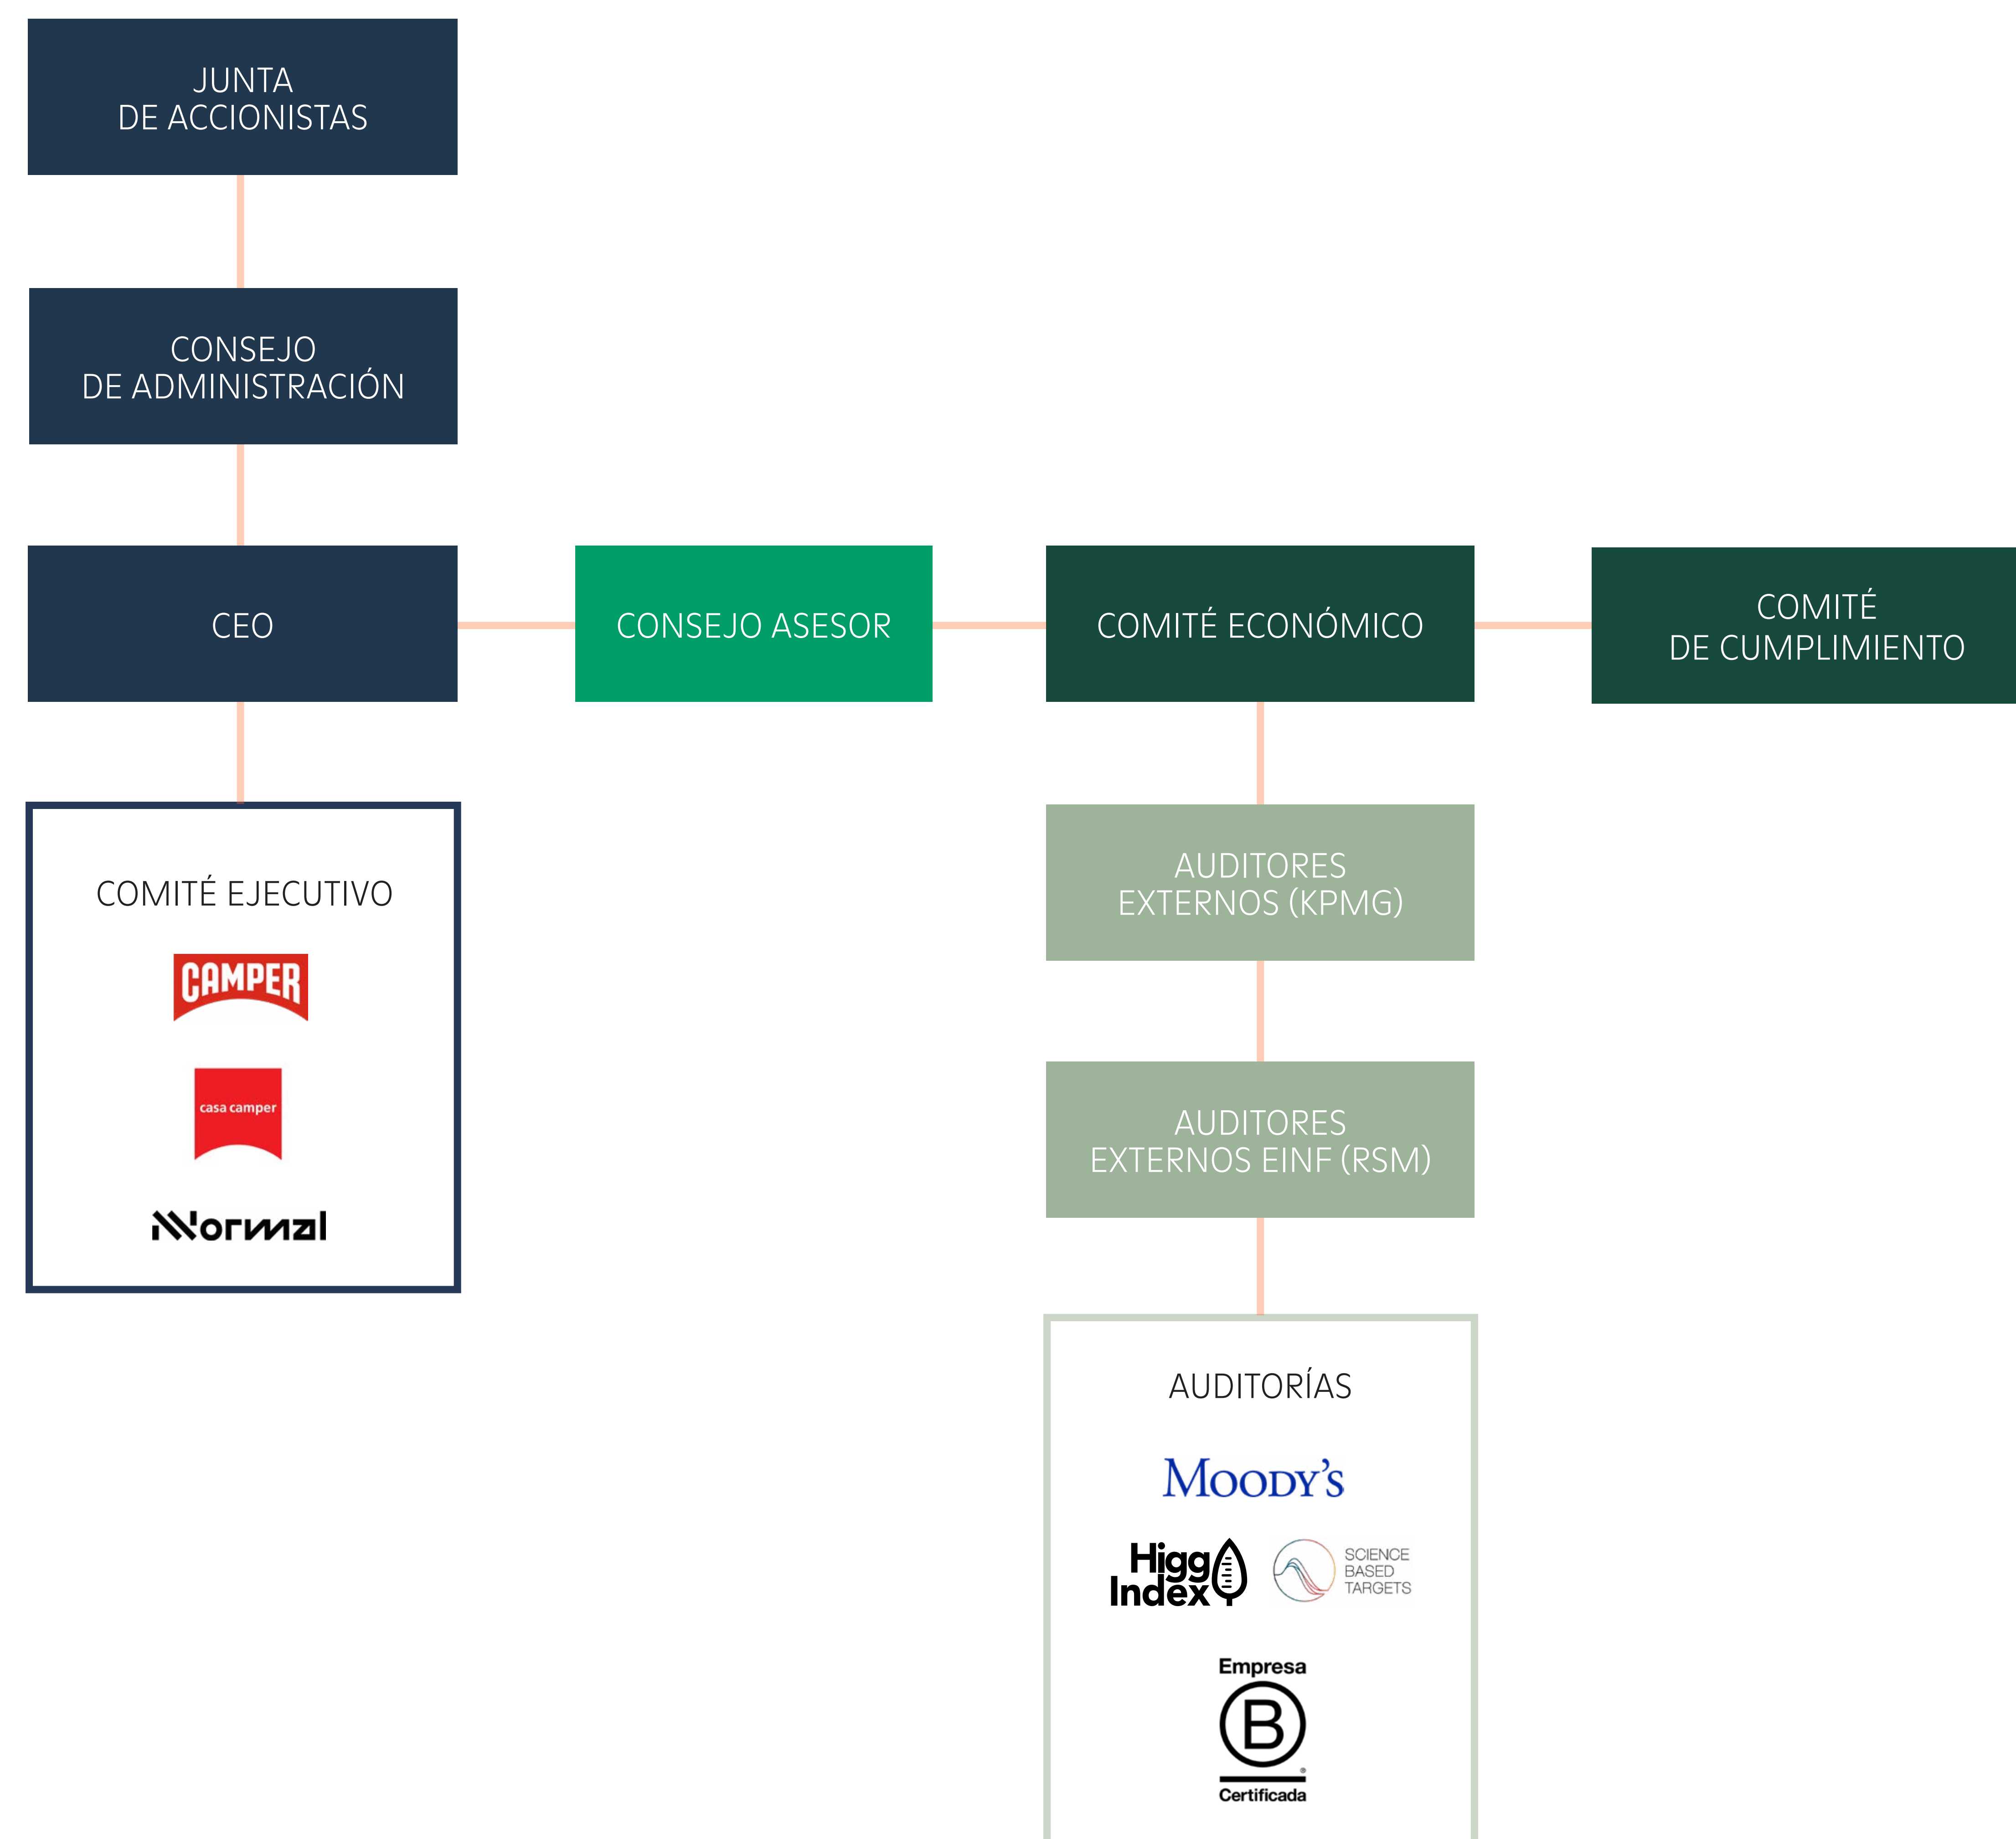 JUNTA
DE ACCIONISTAS
CONSEJO
DE ADMINISTRACIÓN
CEO
CONSEJO ASESOR
COMITÉ ECONÓMICO
COMITÉ
DE CUMPLIMIENTO
COMITÉ EJECUTIVO
CAMPER
casa camper
NNormal
AUDITORES
EXTERNOS (KPMG)
AUDITORES
EXTERNOS EINF (RSM)
AUDITORÍAS
MOODY'S
Higg
Index
SCIENCE
BASED
TARGETS
Empresa
B
®
Certificada